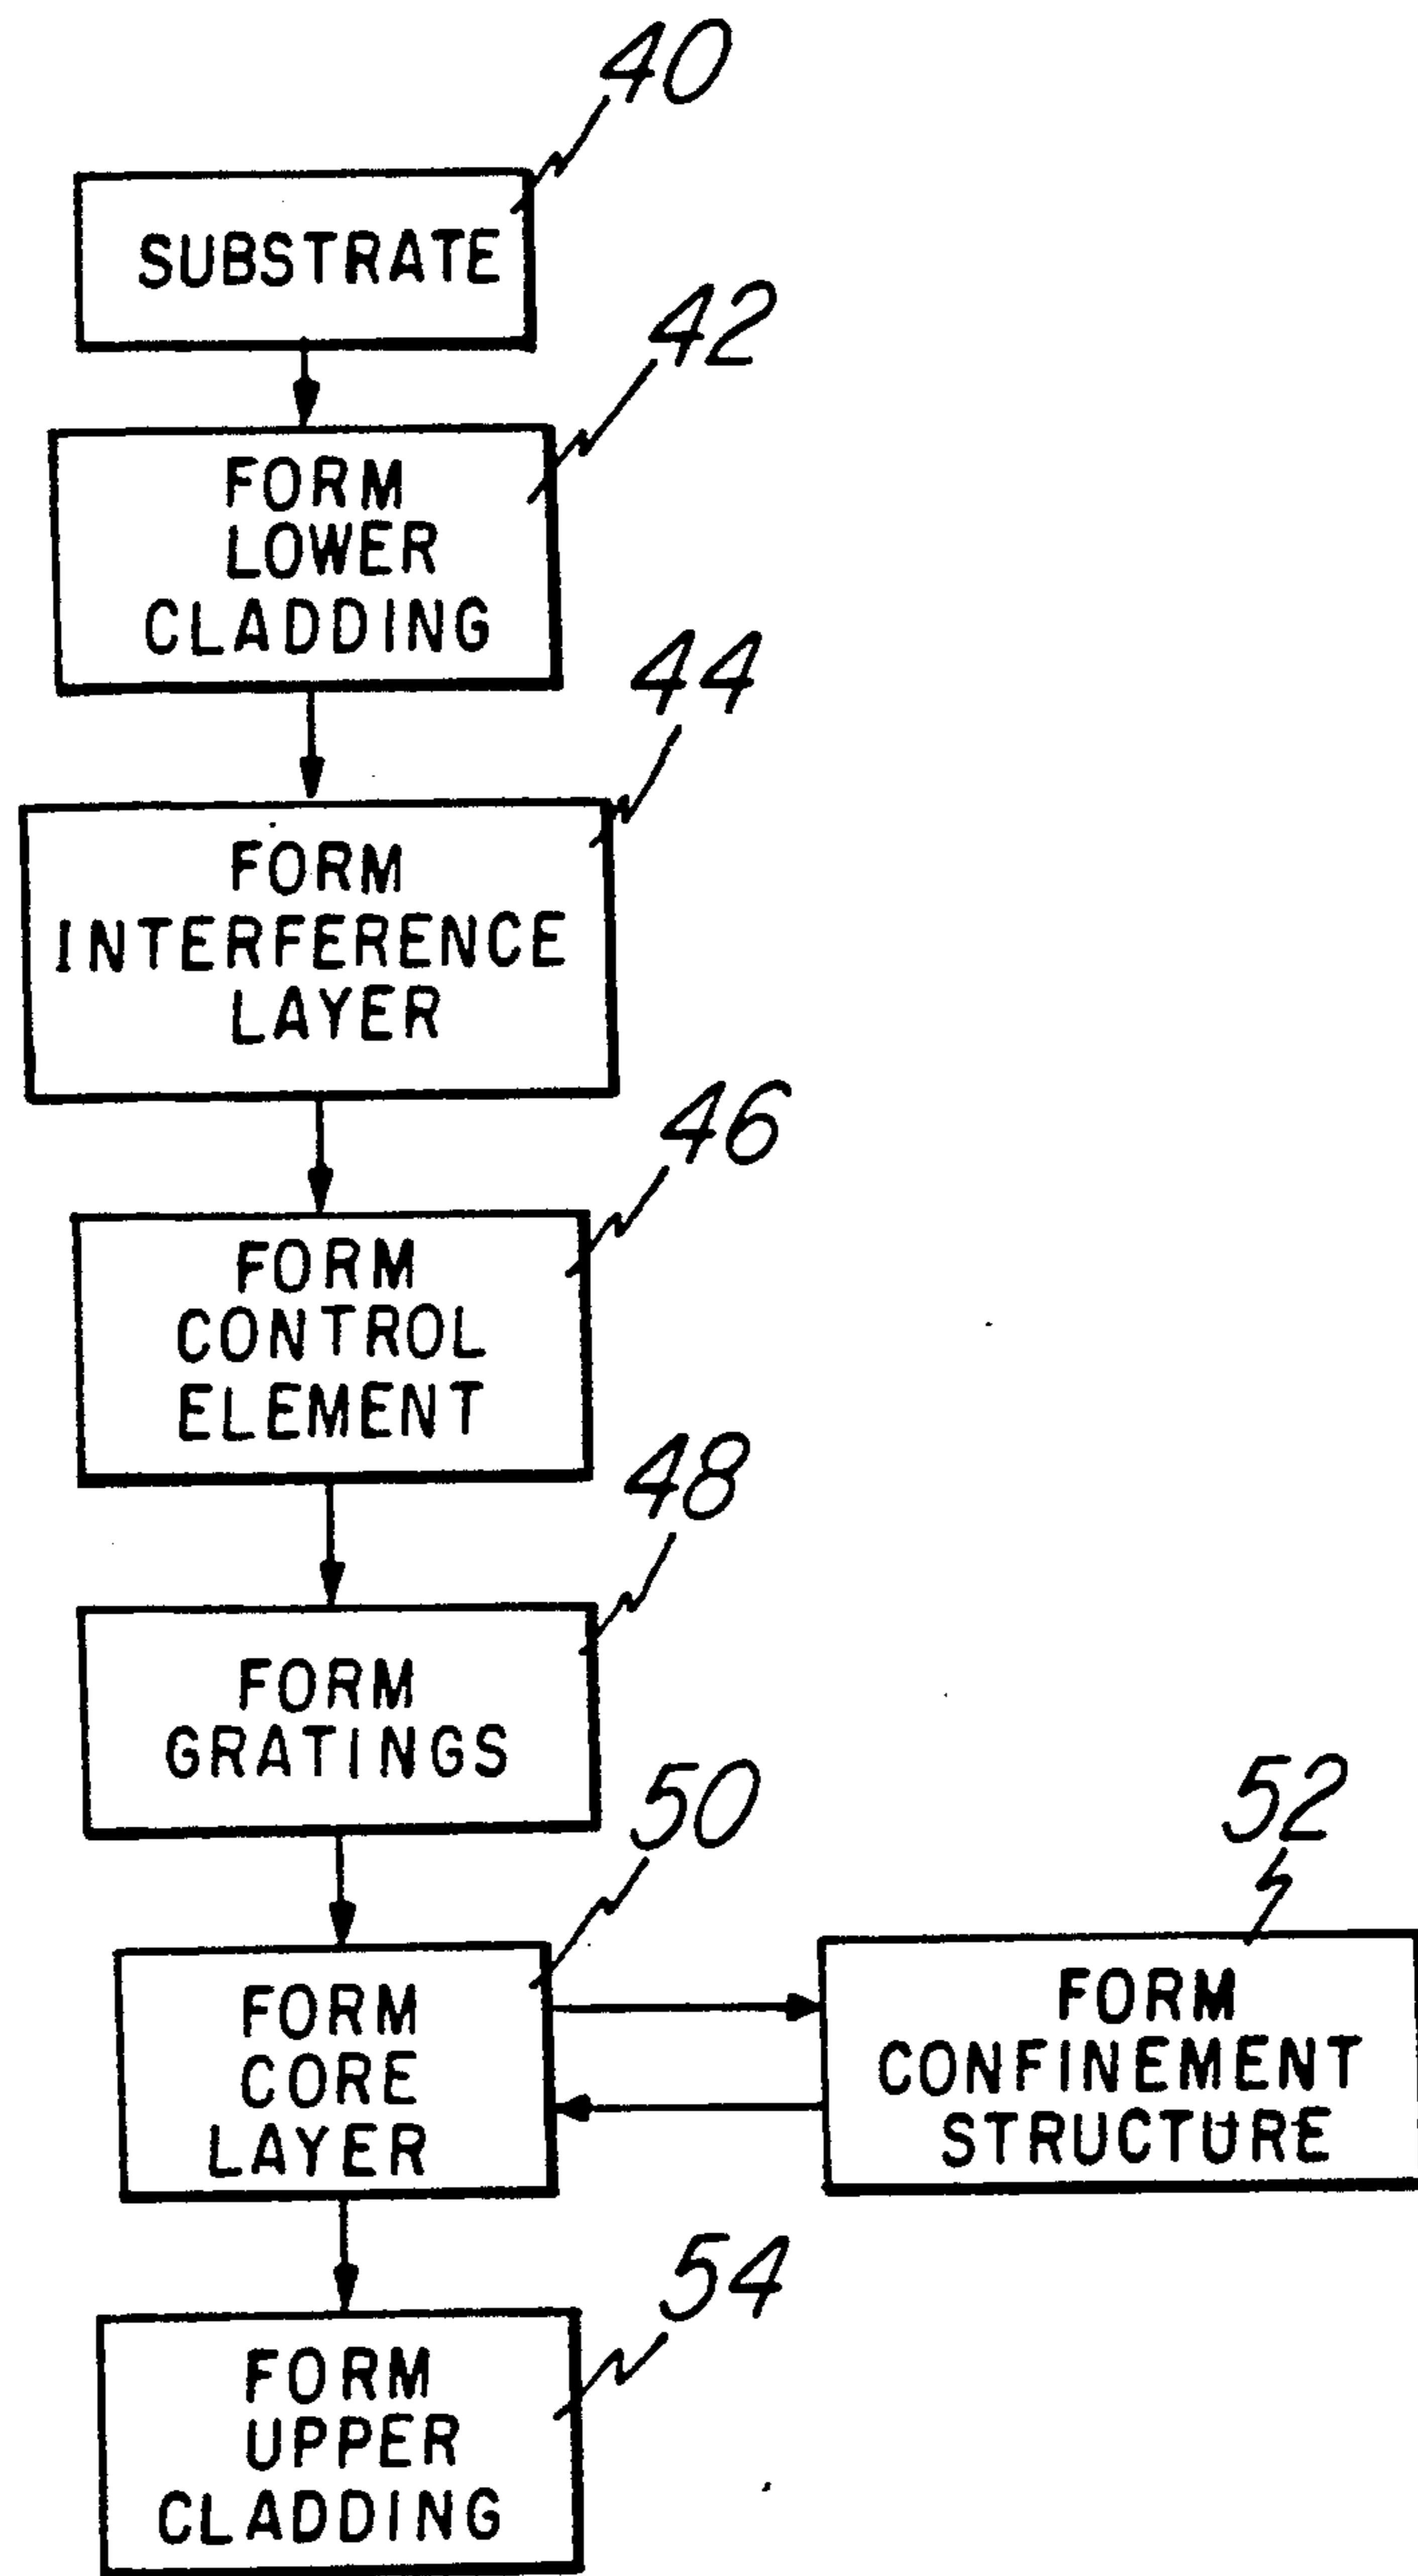 40
SUBSTRATE
42
FORM
LOWER
CLADDING
44
FORM
INTERFERENCE
LAYER
46
FORM
CONTROL
ELEMENT
48
FORM
GRATINGS
50
FORM
CORE
LAYER
52
FORM
CONFINEMENT
STRUCTURE
54
FORM
UPPER
CLADDING